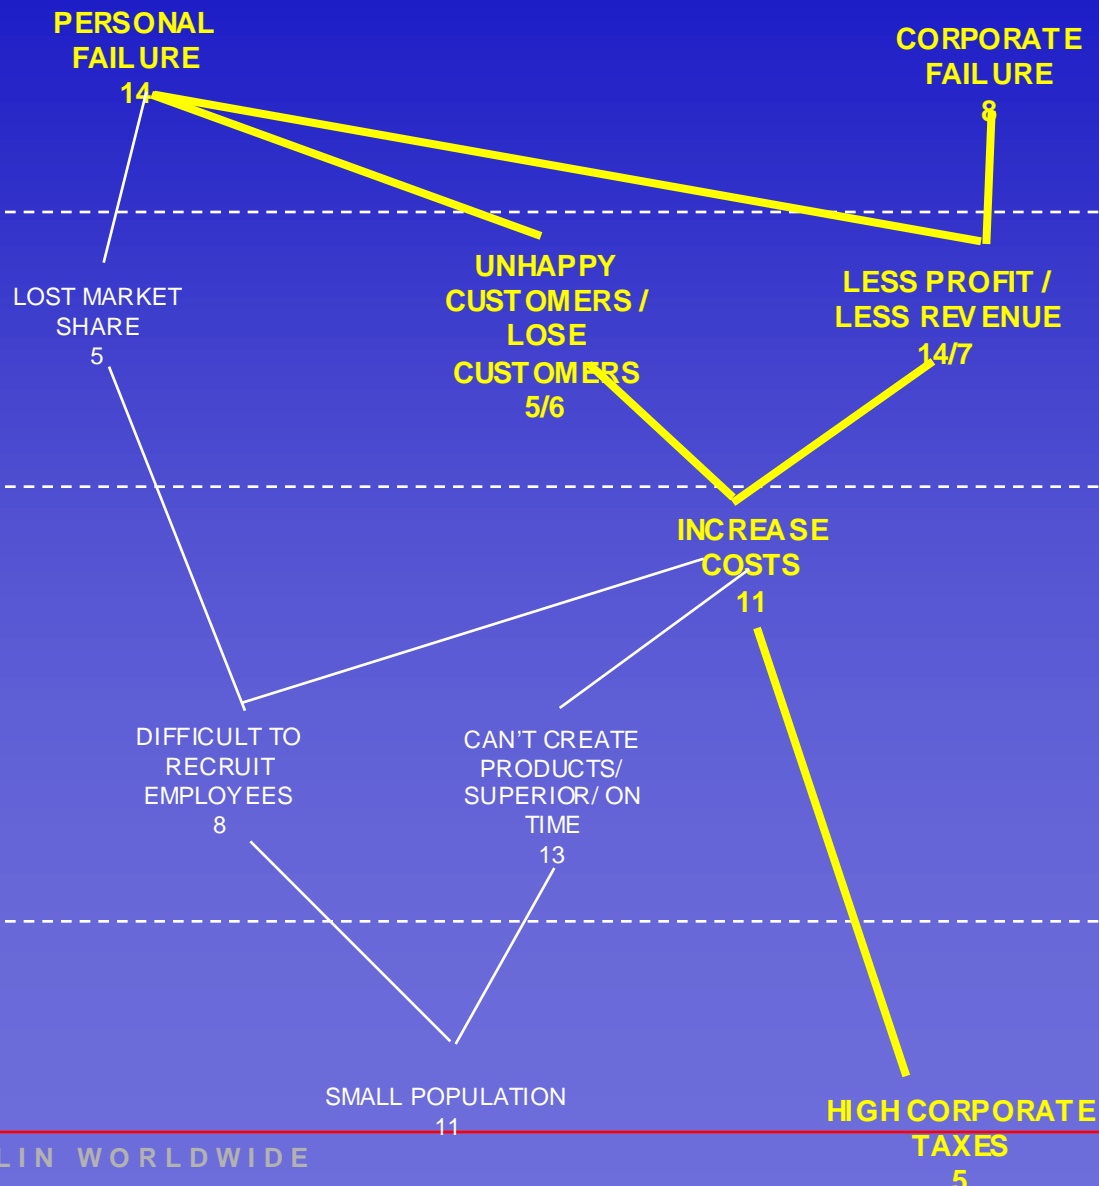 PERSONAL
FAILURE
14
CORPORATE
FAILURE
8
LOST MARKET
SHARE
5
UNHAPPY
CUSTOMERS /
LOSE
CUSTOMERS
5/6
LESS PROFIT /
LESS REVENUE
14/7
INCREASE
COSTS
11
DIFFICULT TO
RECRUIT
EMPLOYEES
8
CAN'T CREATE
PRODUCTS/
SUPERIOR/ ON
TIME
13
SMALL POPULATION
11
HIGH CORPORATE
TAXES
5
LIN WORLDWIDE